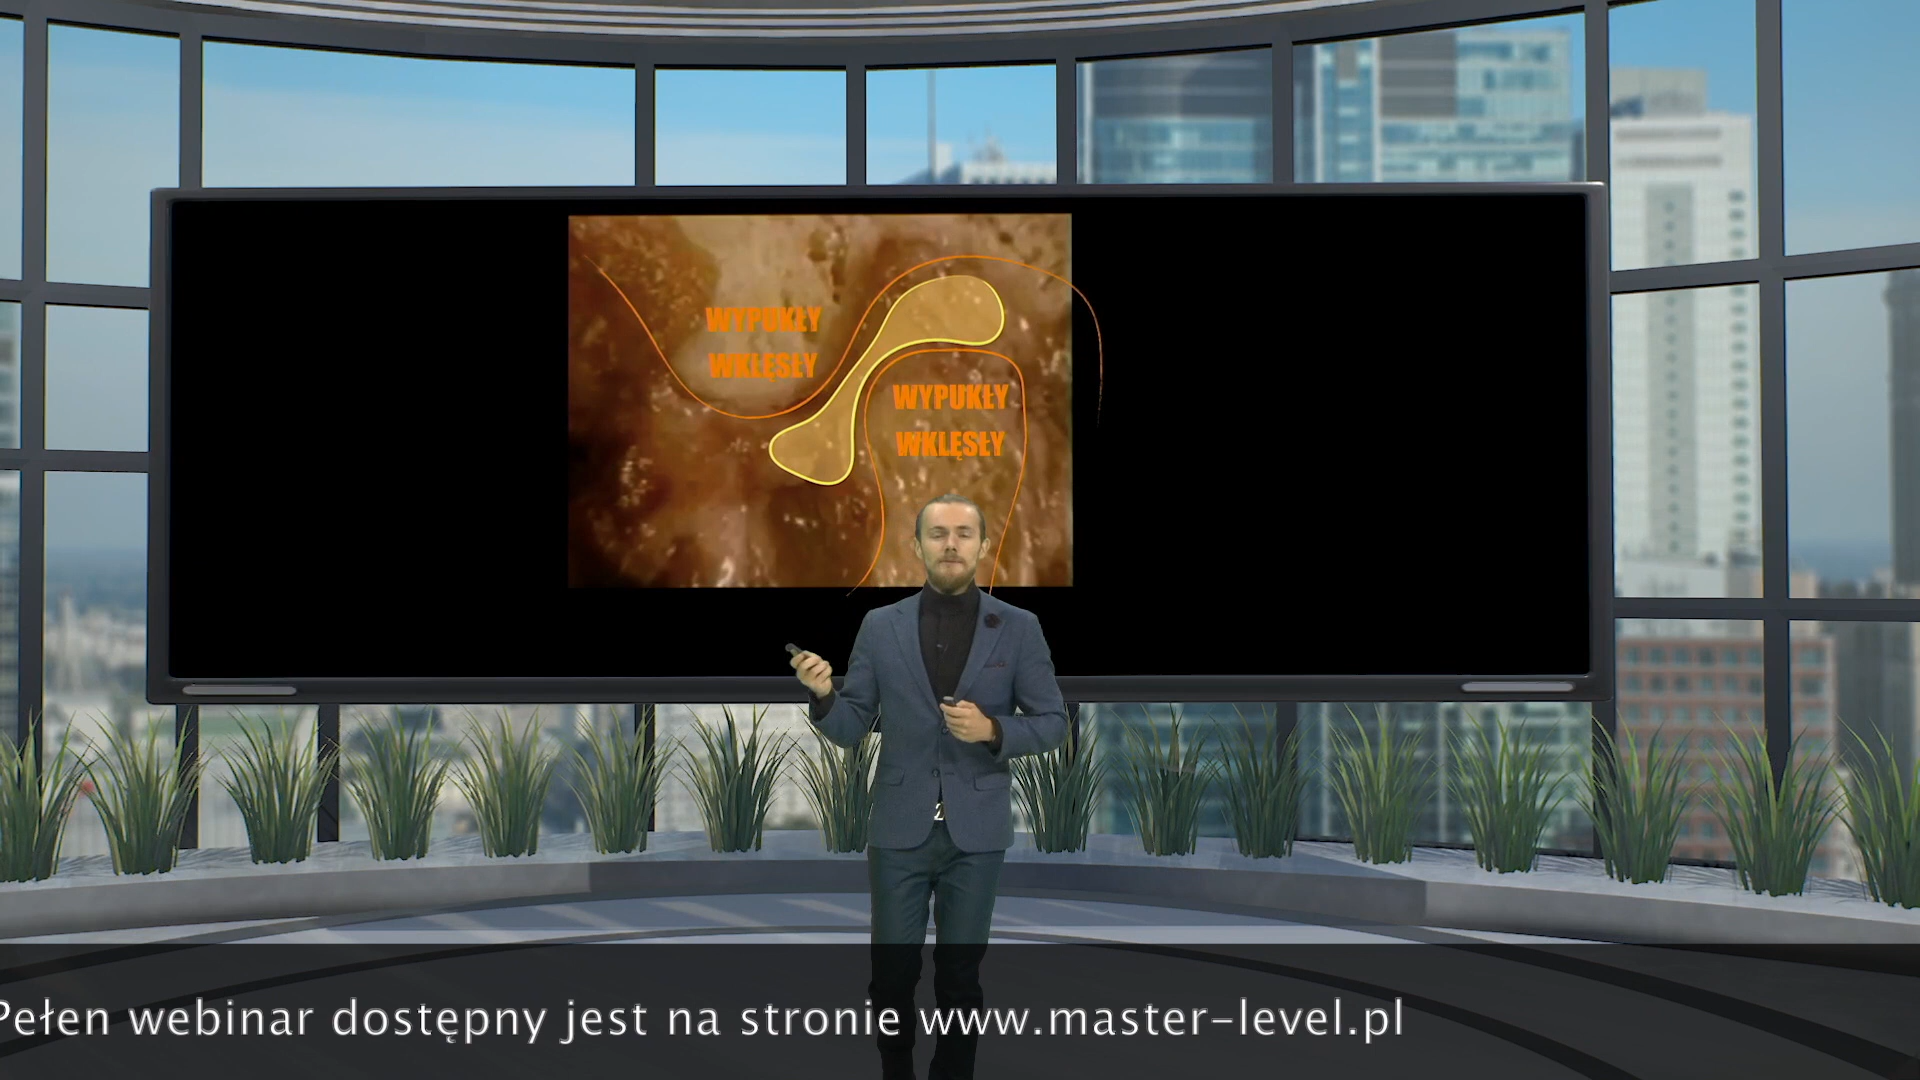 WYPUKŁY
WKLĘSŁY
WYPUKŁY
WKLĘSŁY
Pełen webinar dostępny jest na stronie www.master-level.pl